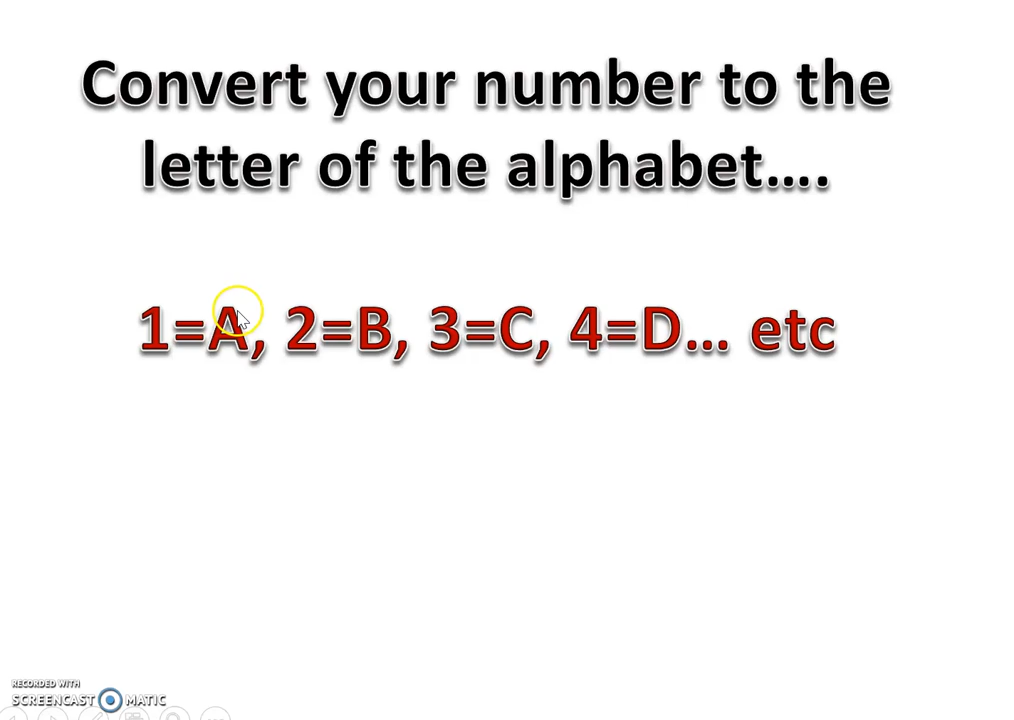 Convert your number to the
letter of the alphabet....
1=A, 2=B, 3=C, 4=D... etc
RECORDED WITH
SCREENCAST MATIC